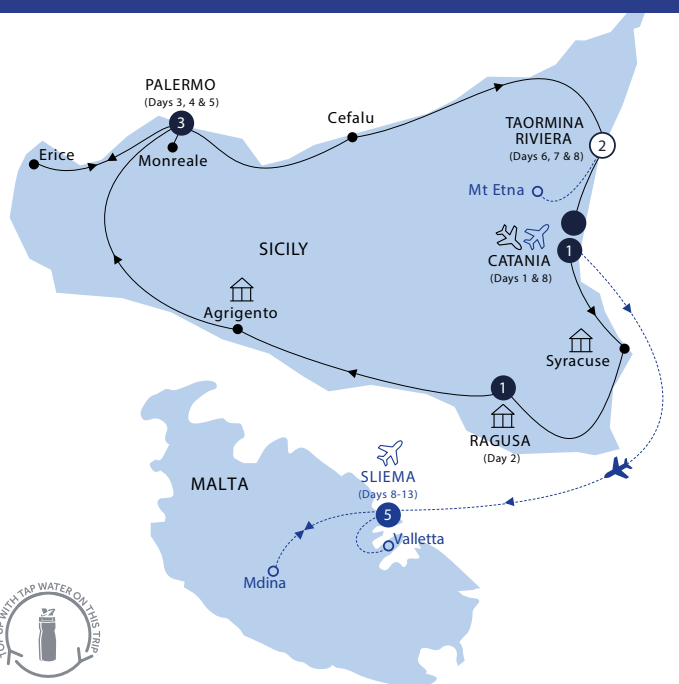 PALERMO
(Days 3, 4 & 5)
3
Cefalu
TAORMINA
RIVIERA
(Days 6, 7 & 8)
2
Erice
Monreale
Mt Etna
SICILY
CATANIA
(Days 1 & 8)
1
Agrigento
Syracuse
1
RAGUSA
(Day 2)
MALTA
SLIEMA
(Days 8-13)
5
Valletta
Mdina
WITH TAP WATER ON THIS TRIP